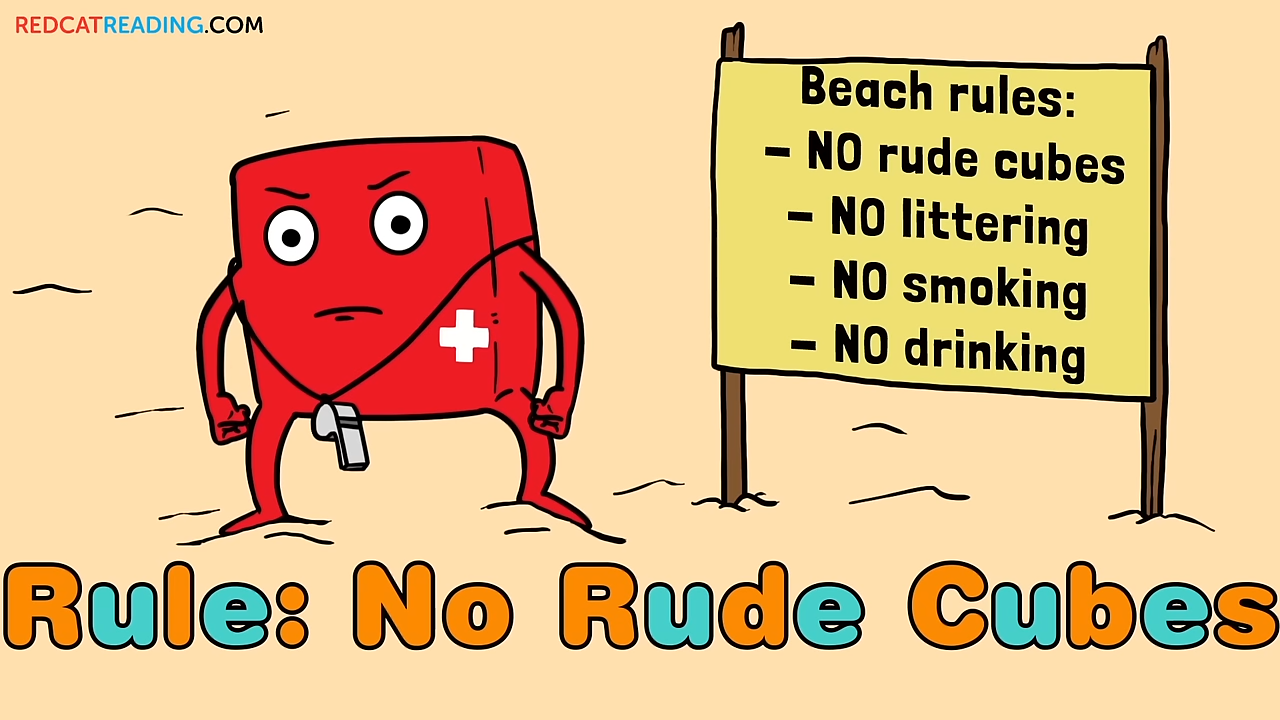 REDCATREADING.COM
Beach rules:
- NO rude cubes
- NO littering
- NO smoking
- NO drinking
Rule: No Rude Cubes